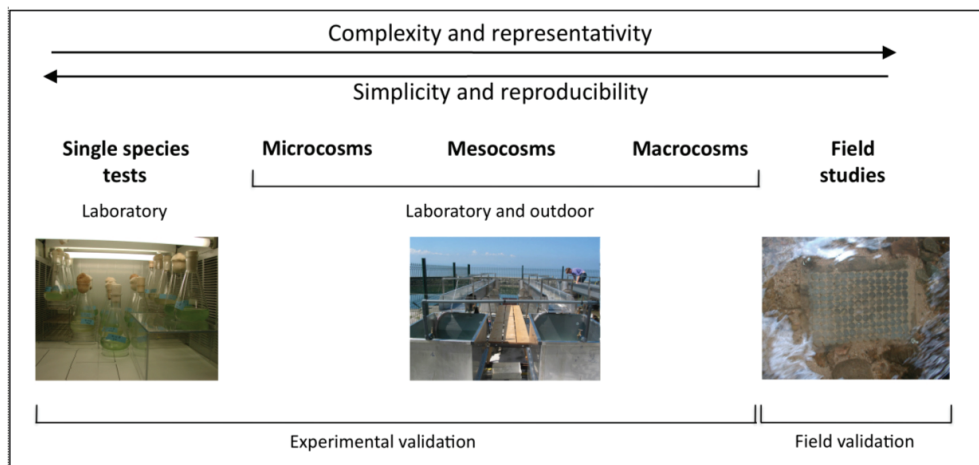 Complexity and representativity
Simplicity and reproducibility
Single species
tests
Microcosms
Mesocosms
Macrocosms
Field
studies
Laboratory
Laboratory and outdoor
Experimental validation
Field validation